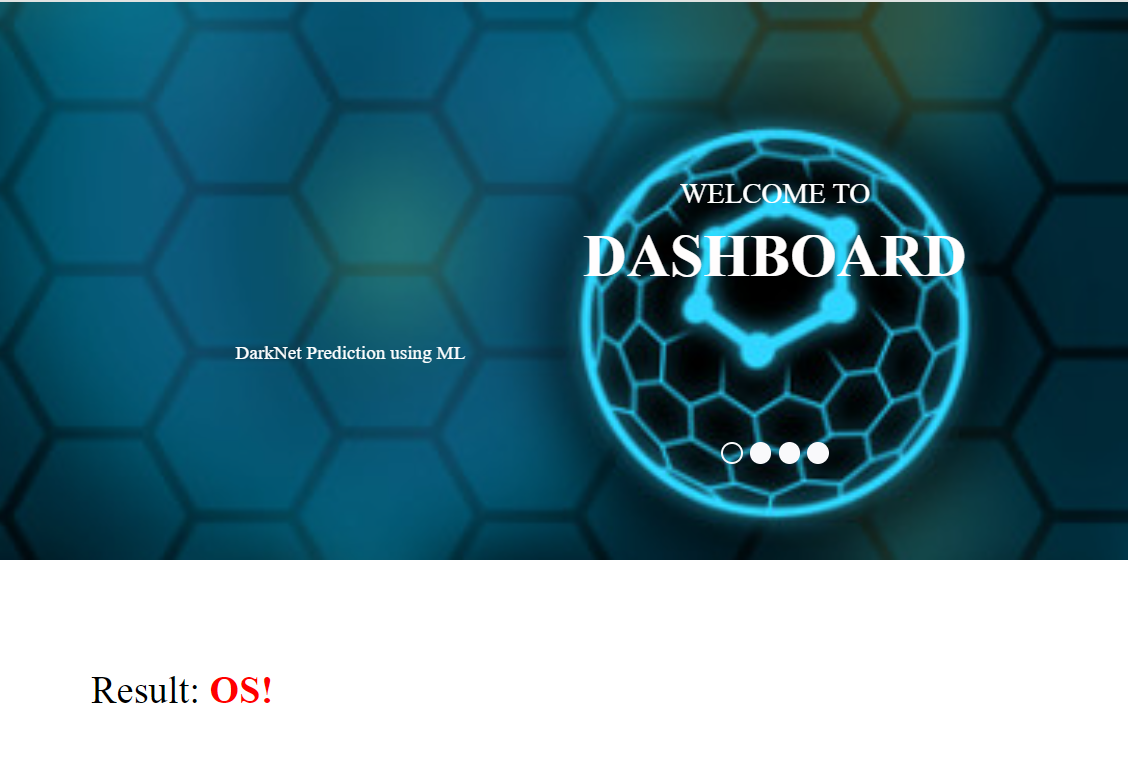 WELCOME TO
DASHBOARD
DarkNet Prediction using ML
Result: OS!